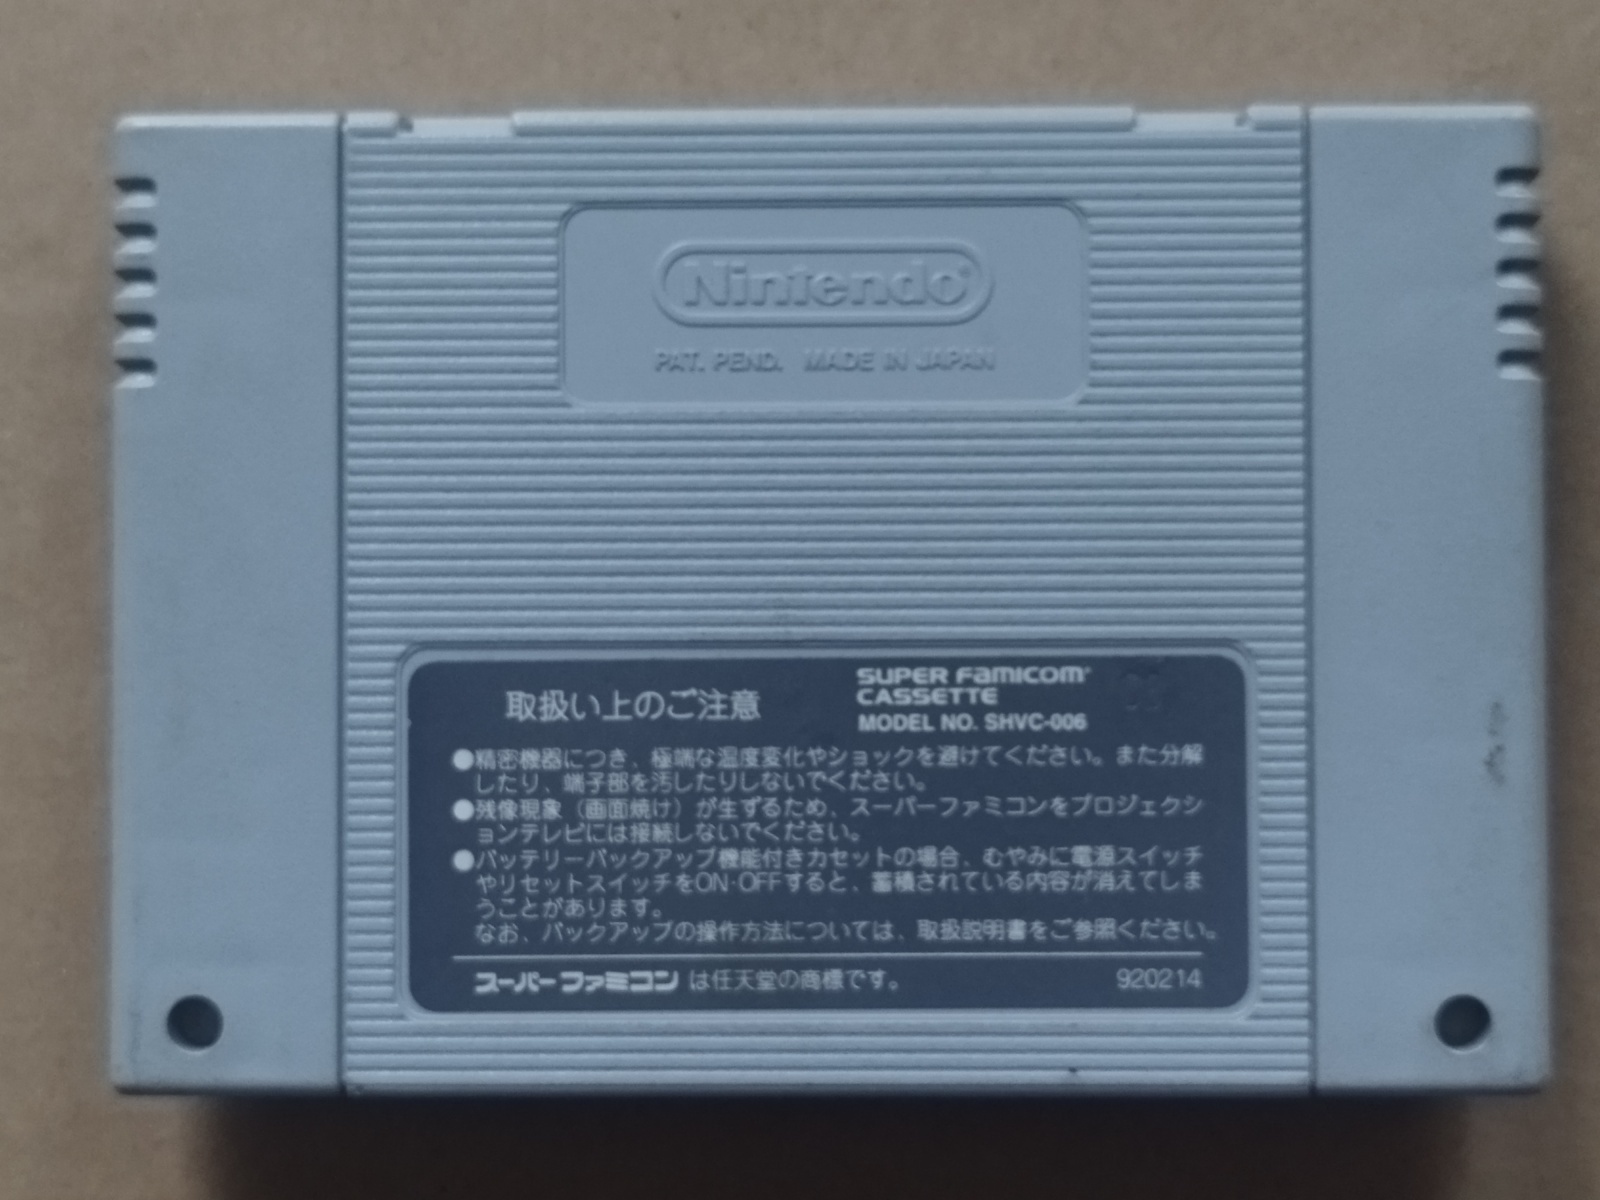 Nintendo®
PAT. PEND. MADE IN JAPAN
取扱い上のご注意
SUPER FAMICOM®
CASSETTE
MODEL NO. SHVC-006
●精密機器につき、極端な温度変化やショックを避けてください。また分解
したり、端子部を汚したりしないでください。
●残像現象（画面焼け）が生ずるため、スーパーファミコンをプロジェクシ
ョンテレビには接続しないでください。
●バッテリーバックアップ機能付きカセットの場合、むやみに電源スイッチ
やリセットスイッチをON·OFFすると、蓄積されている内容が消えてしま
うことがあります。
なお、バックアップの操作方法については、取扱説明書をご参照ください。
スーパーファミコン は任天堂の商標です。
920214